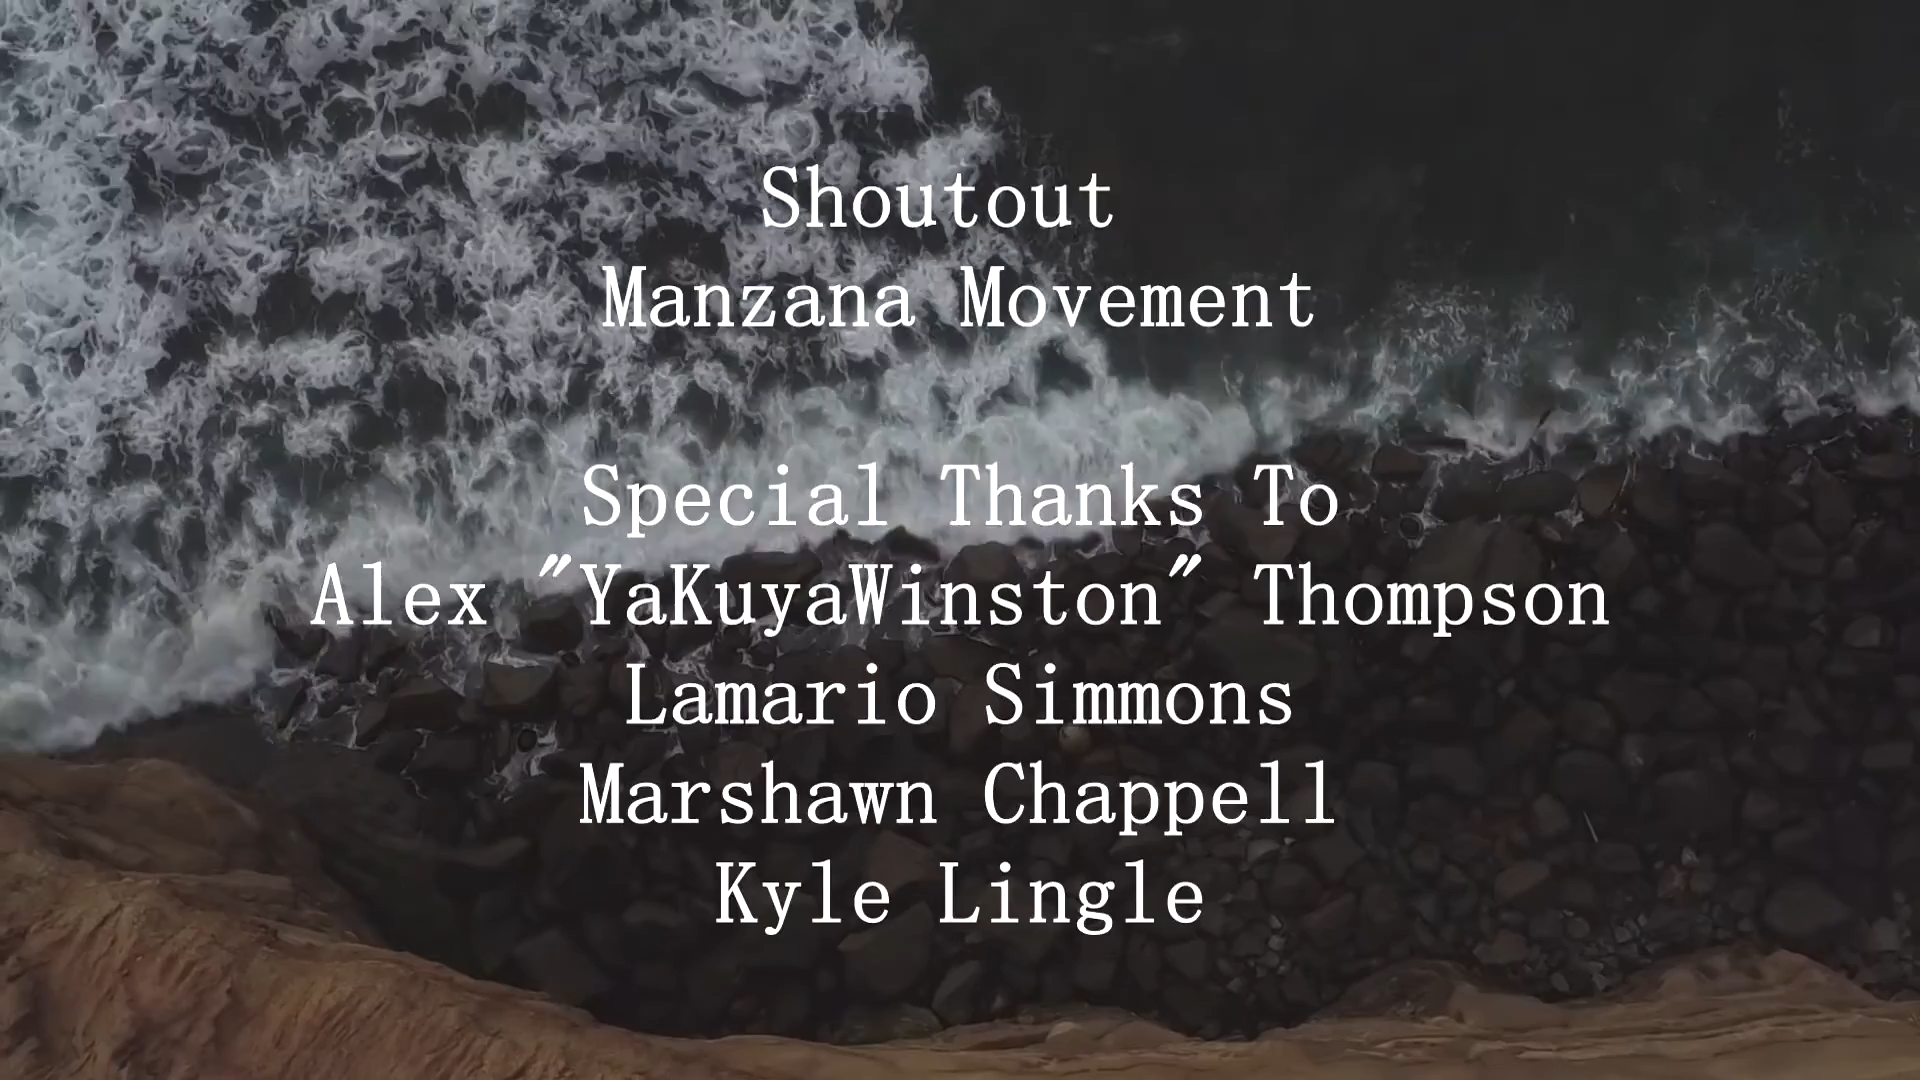 Shoutout
Manzana Movement
Special Thanks To
Alex "YaKuyaWinston" Thompson
Lamario Simmons
Marshawn Chappell
Kyle Lingle